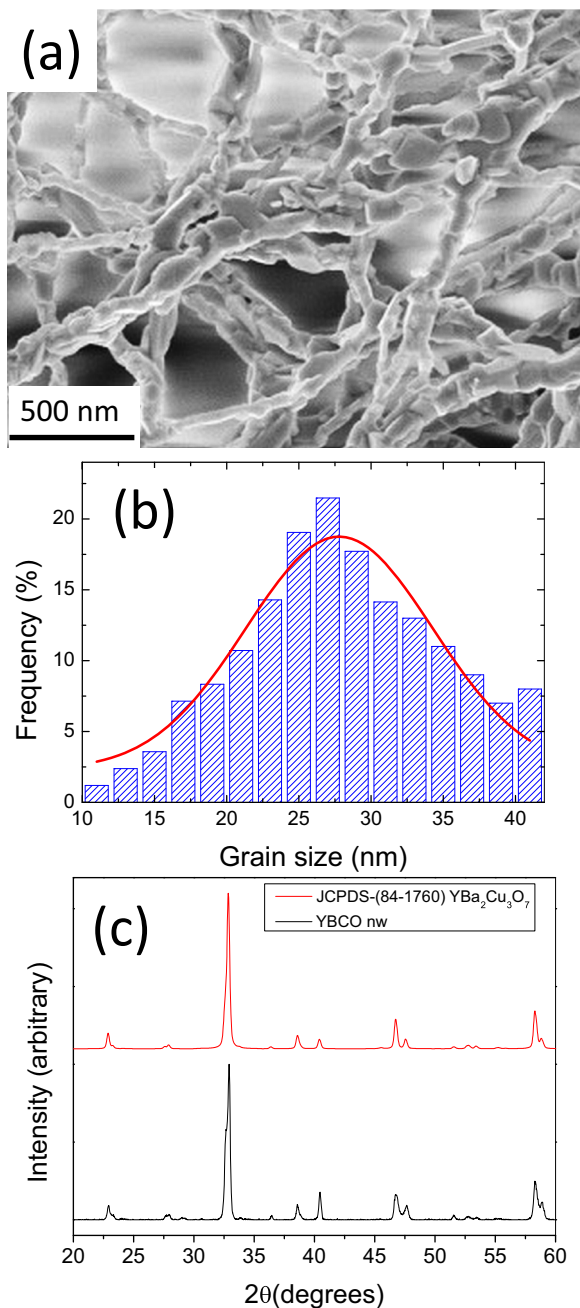 (a)
500 nm
(b)
Frequency (%)
20
15
10
5
0
10 15 20 25 30 35 40
Grain size (nm)
(c)
JCPDS-(84-1760) YBa₂Cu₃O₇
YBCO nw
Intensity (arbitrary)
20 25 30 35 40 45 50 55 60
2θ(degrees)